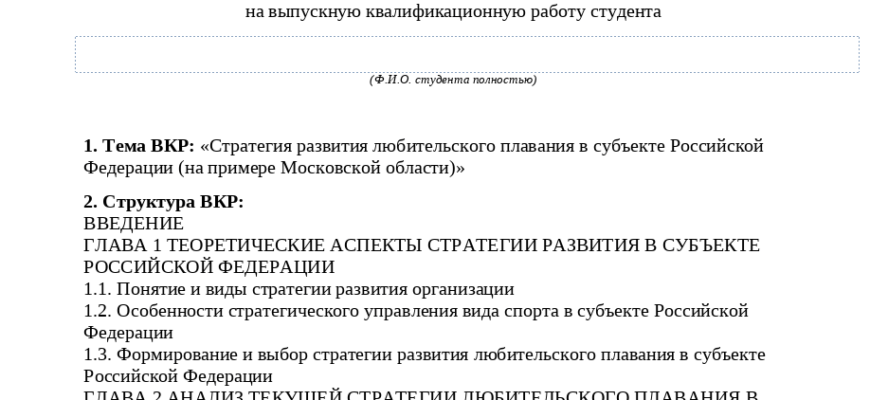 на выпускную квалификационную работу студента
(Ф.И.О. студента полностью)
1. Тема ВКР: «Стратегия развития любительского плавания в субъекте Российской
Федерации (на примере Московской области)»
2. Структура ВКР:
ВВЕДЕНИЕ
ГЛАВА 1 ТЕОРЕТИЧЕСКИЕ АСПЕКТЫ СТРАТЕГИИ РАЗВИТИЯ В СУБЪЕКТЕ
РОССИЙСКОЙ ФЕДЕРАЦИИ
1.1. Понятие и виды стратегии развития организации
1.2. Особенности стратегического управления вида спорта в субъекте Российской
Федерации
1.3. Формирование и выбор стратегии развития любительского плавания в субъекте
Российской Федерации
ГЛАВА 2 АНАЛИЗ ТЕКУЩЕЙ СТРАТЕГИИ ЛЮБИТЕЛЬСКОГО ПЛАВАНИЯ В